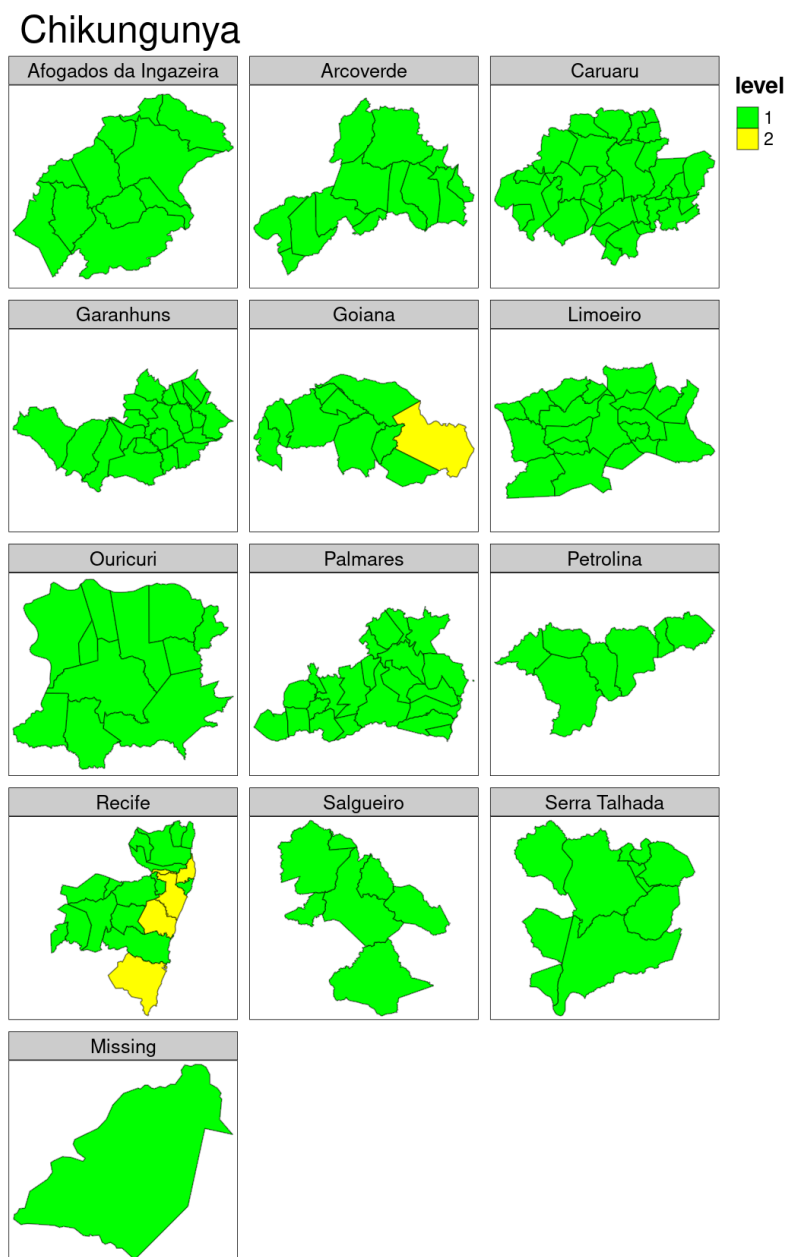 Chikungunya
Afogados da Ingazeira
Arcoverde
Caruaru
level
1
2
Garanhuns
Goiana
Limoeiro
Ouricuri
Palmares
Petrolina
Recife
Salgueiro
Serra Talhada
Missing